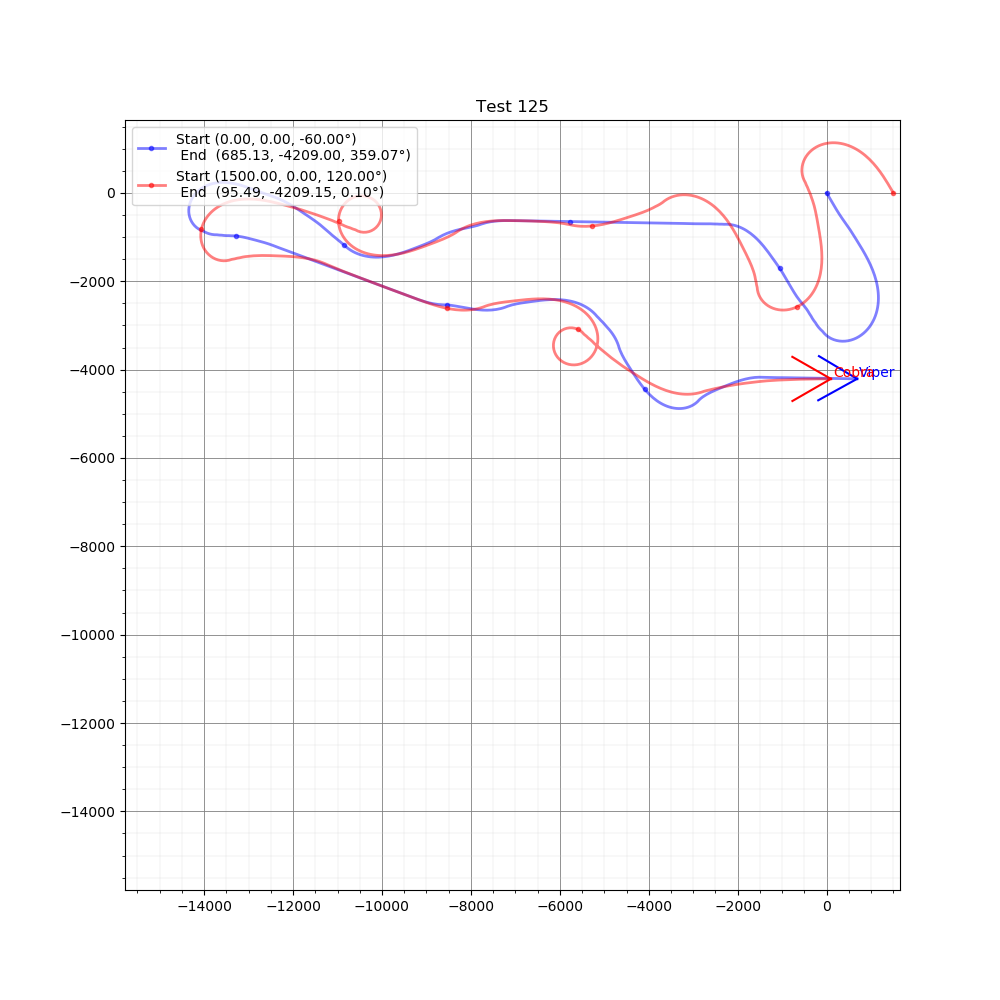 Test 125
Start (0.00, 0.00, -60.00°)
End (685.13, -4209.00, 359.07°)
Start (1500.00, 0.00, 120.00°)
End (95.49, -4209.15, 0.10°)
0
−2000
−4000
−6000
−8000
−10000
−12000
−14000
Cobra
Viper
−14000 −12000 −10000 −8000 −6000 −4000 −2000 0